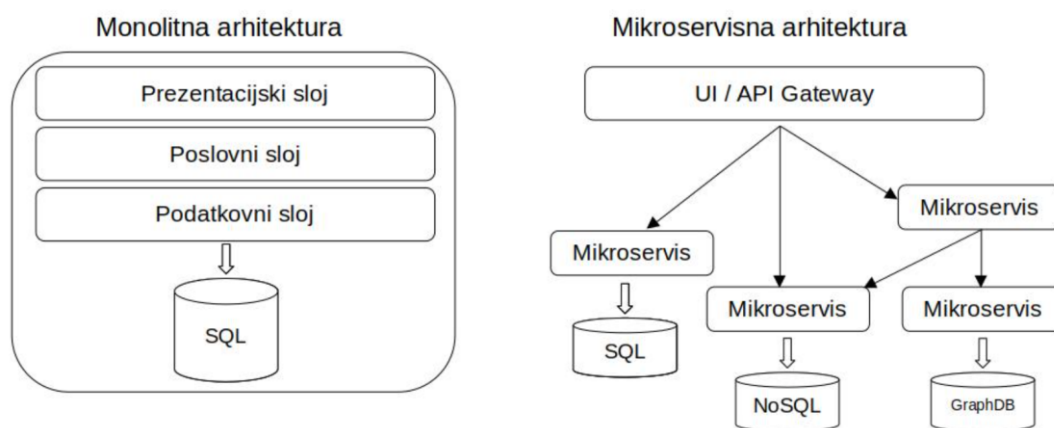 Monolitna arhitektura
Prezentacijski sloj
Poslovni sloj
Podatkovni sloj
SQL
Mikroservisna arhitektura
UI / API Gateway
Mikroservis
Mikroservis
Mikroservis
Mikroservis
SQL
NoSQL
GraphDB